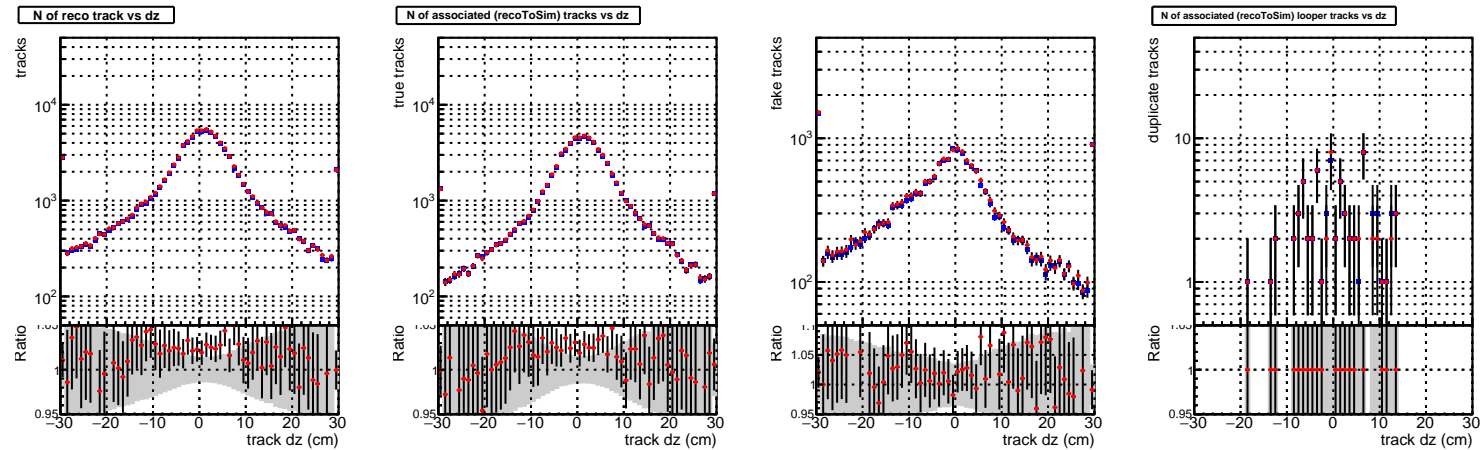 N of reco track vs dz
tracks
10⁴
10³
10²
Ratio
1
0.95
−30 −20 −10 0 10 20 30
track dz (cm)
N of associated (recoToSim) tracks vs dz
true tracks
10⁴
10³
10²
Ratio
1
0.95
−30 −20 −10 0 10 20 30
track dz (cm)
fake tracks
10³
10²
Ratio
1.05
1
0.95
−30 −20 −10 0 10 20 30
track dz (cm)
N of associated (recoToSim) looper tracks vs dz
duplicate tracks
10
1
Ratio
1
0.95
−30 −20 −10 0 10 20 30
track dz (cm)